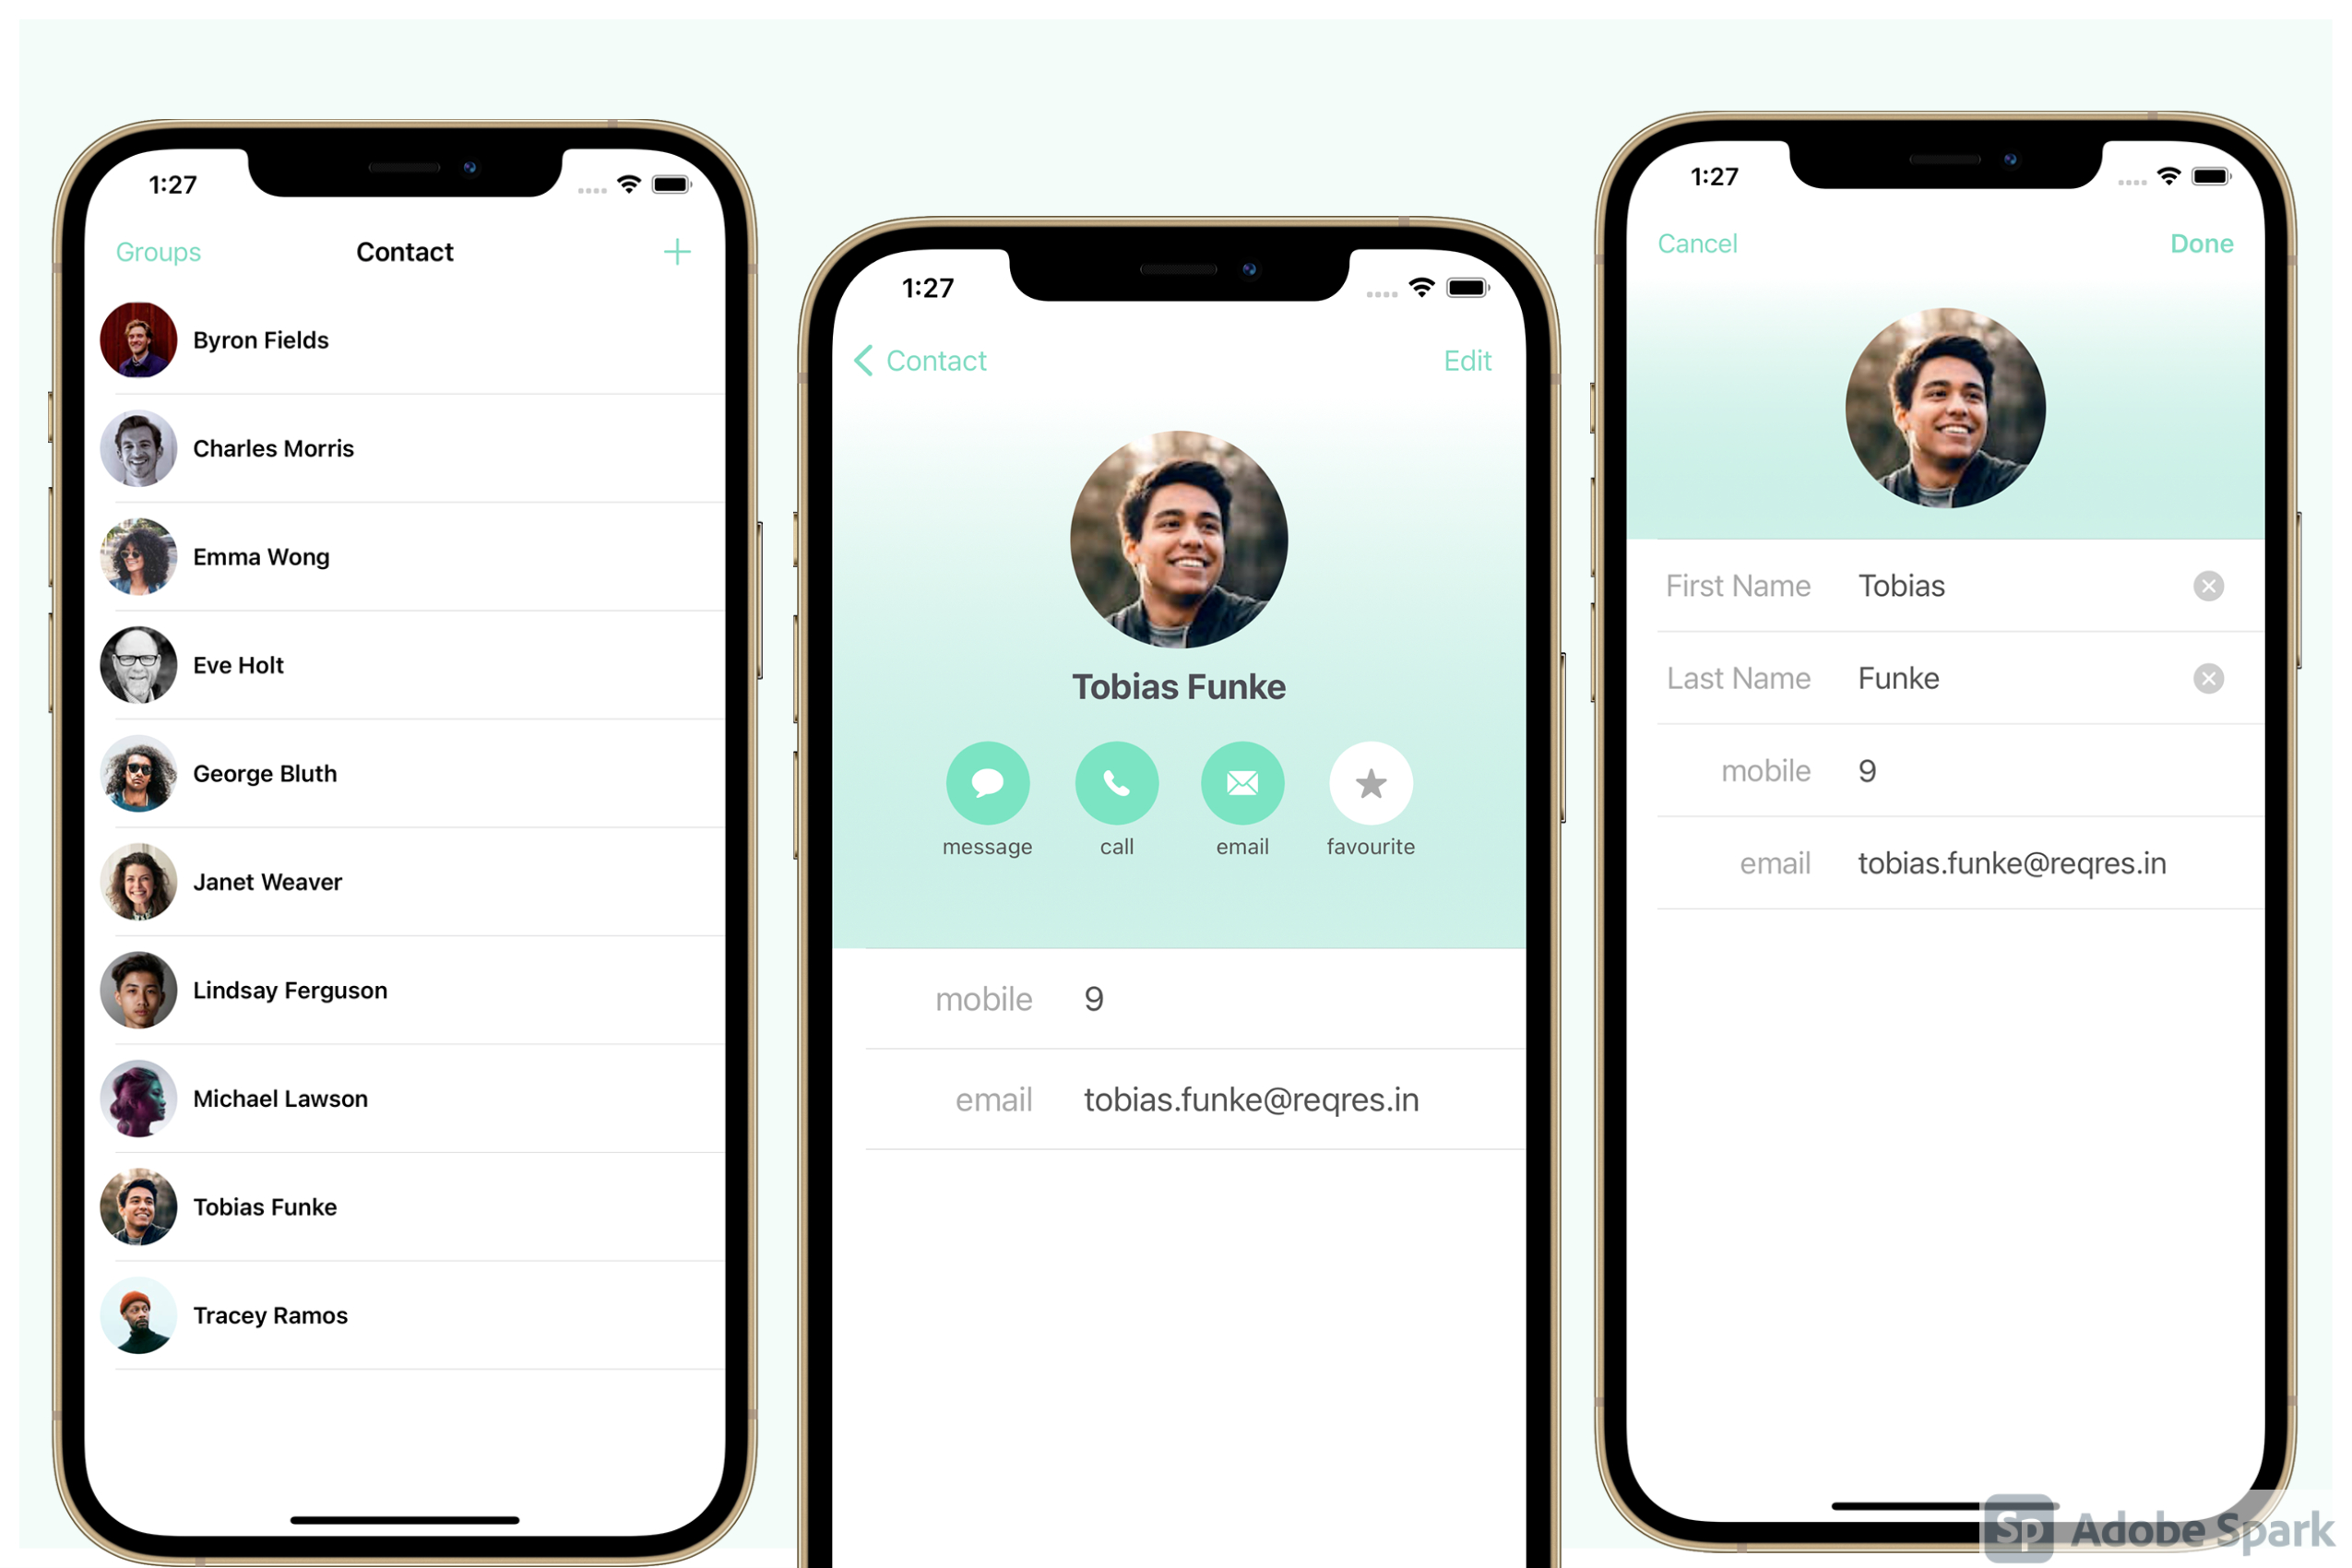 1:27
Groups Contact +
Byron Fields
Charles Morris
Emma Wong
Eve Holt
George Bluth
Janet Weaver
Lindsay Ferguson
Michael Lawson
Tobias Funke
Tracey Ramos
1:27
Contact Edit
Tobias Funke
message call email favourite
mobile 9
email tobias.funke@reqres.in
1:27
Cancel Done
First Name Tobias
Last Name Funke
mobile 9
email tobias.funke@reqres.in
Sp Adobe Spark